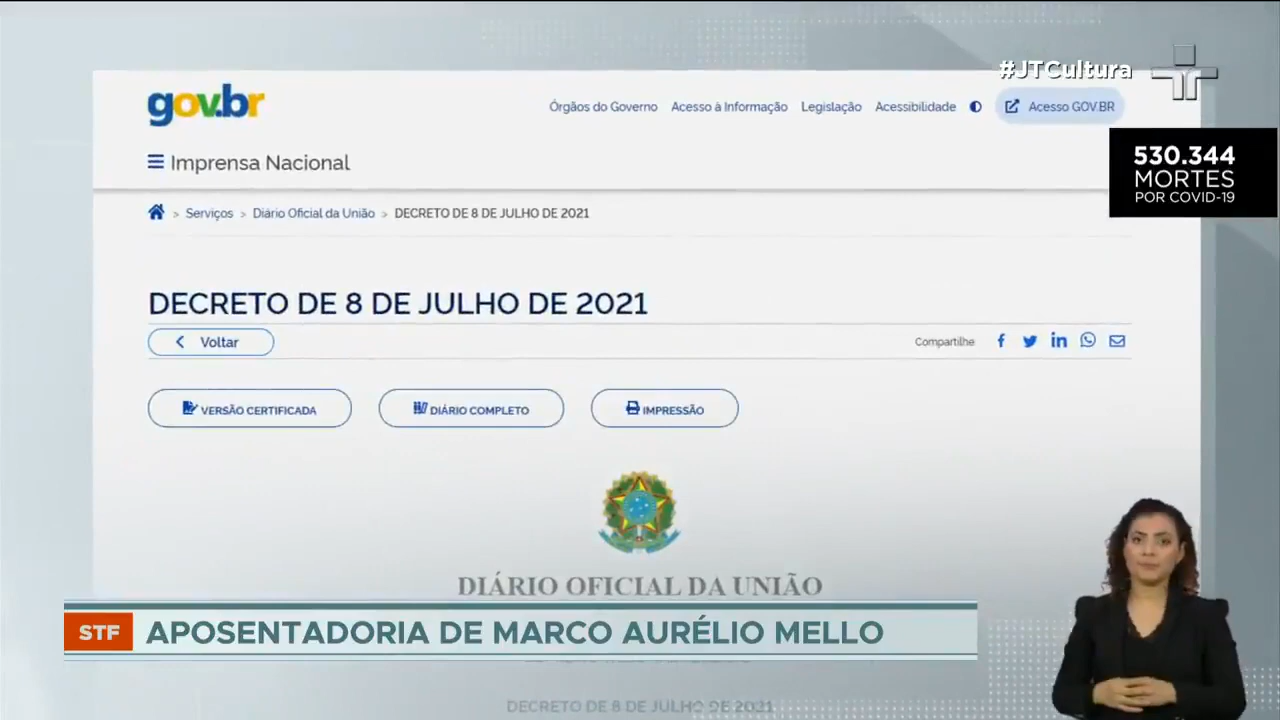 #JTCultura
gov.br
Órgãos do Governo Acesso à Informação Legislação Acessibilidade Acesso GOV.BR
530.344
MORTES
POR COVID-19
Imprensa Nacional
> Serviços > Diário Oficial da União > DECRETO DE 8 DE JULHO DE 2021
DECRETO DE 8 DE JULHO DE 2021
Voltar
Compartilhe
VERSÃO CERTIFICADA DIÁRIO COMPLETO IMPRESSÃO
DIÁRIO OFICIAL DA UNIÃO
STF APOSENTADORIA DE MARCO AURÉLIO MELLO
DECRETO DE 8 DE JULHO DE 2021